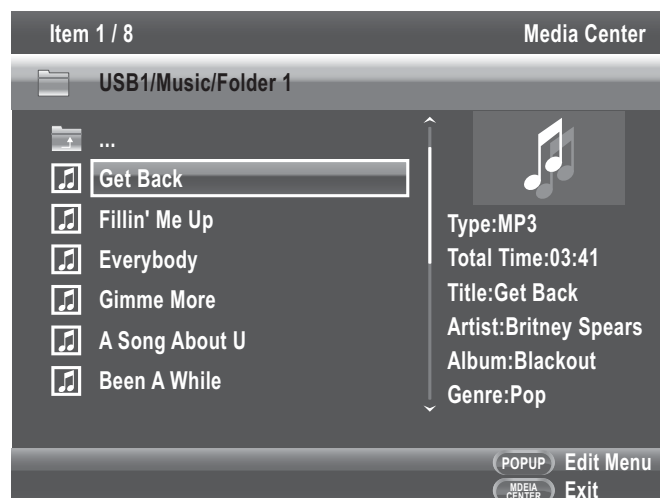 Item 1 / 8
Media Center
USB1/Music/Folder 1
...
Get Back
Fillin' Me Up
Everybody
Gimme More
A Song About U
Been A While
Type:MP3
Total Time:03:41
Title:Get Back
Artist:Britney Spears
Album:Blackout
Genre:Pop
POPUP Edit Menu
MDEIA CENTER Exit